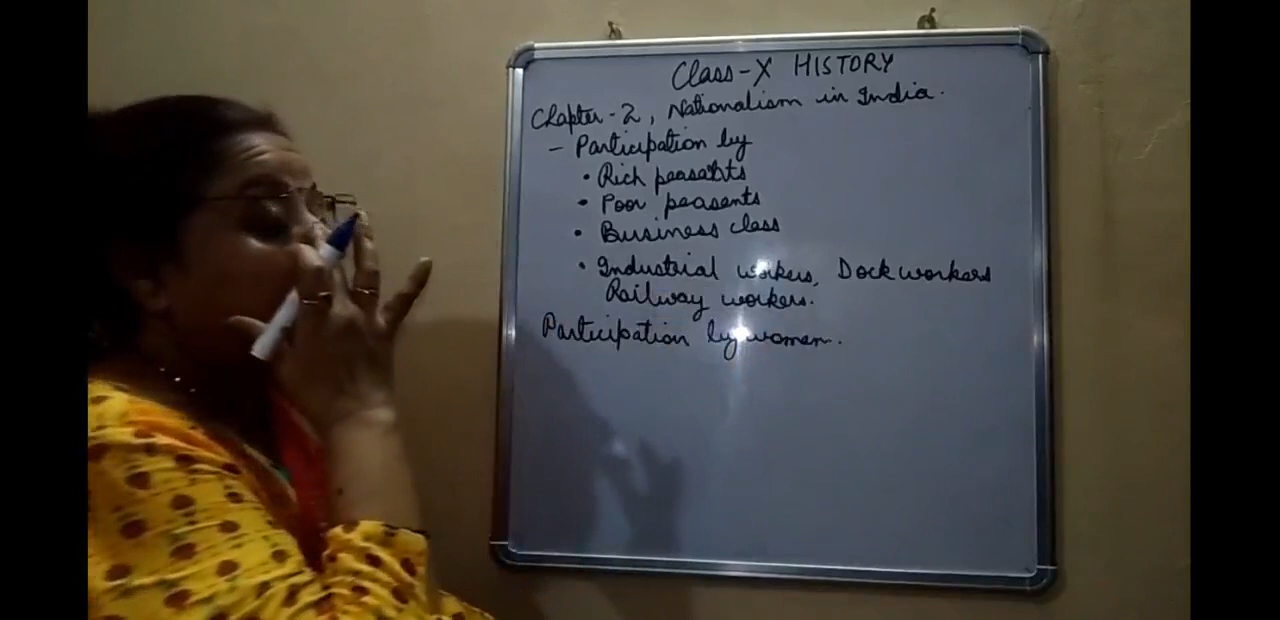 Class-X HISTORY
Chapter-2, Nationalism in India.
- Participation by
• Rich peasants
• Poor peasents
• Business class
• Industrial workers, Dock workers
Railway workers.
Participation by women.